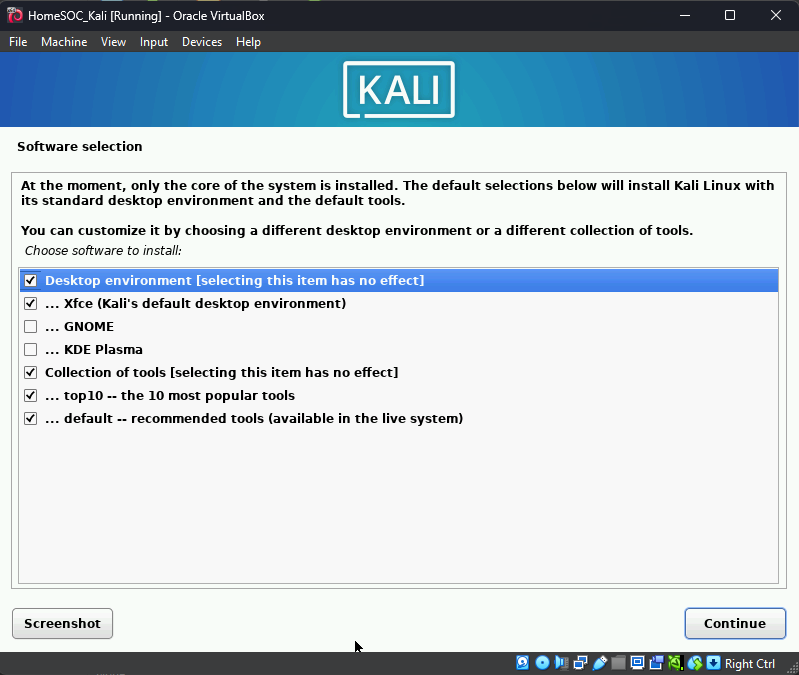 HomeSOC_Kali [Running] - Oracle VirtualBox
File Machine View Input Devices Help
KALI
Software selection
At the moment, only the core of the system is installed. The default selections below will install Kali Linux with
its standard desktop environment and the default tools.
You can customize it by choosing a different desktop environment or a different collection of tools.
Choose software to install:
Desktop environment [selecting this item has no effect]
... Xfce (Kali's default desktop environment)
... GNOME
... KDE Plasma
Collection of tools [selecting this item has no effect]
... top10 -- the 10 most popular tools
... default -- recommended tools (available in the live system)
Screenshot
Continue
Right Ctrl